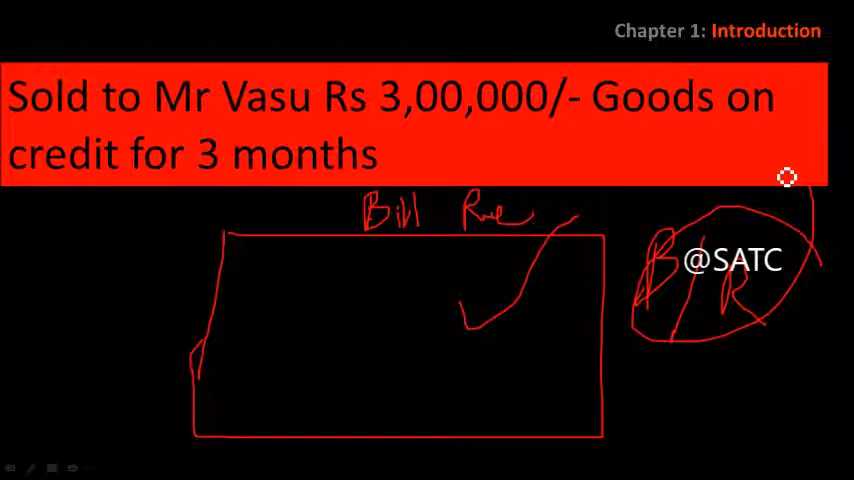 Chapter 1: Introduction
Sold to Mr Vasu Rs 3,00,000/- Goods on
credit for 3 months
Bill
B/R
@SATC